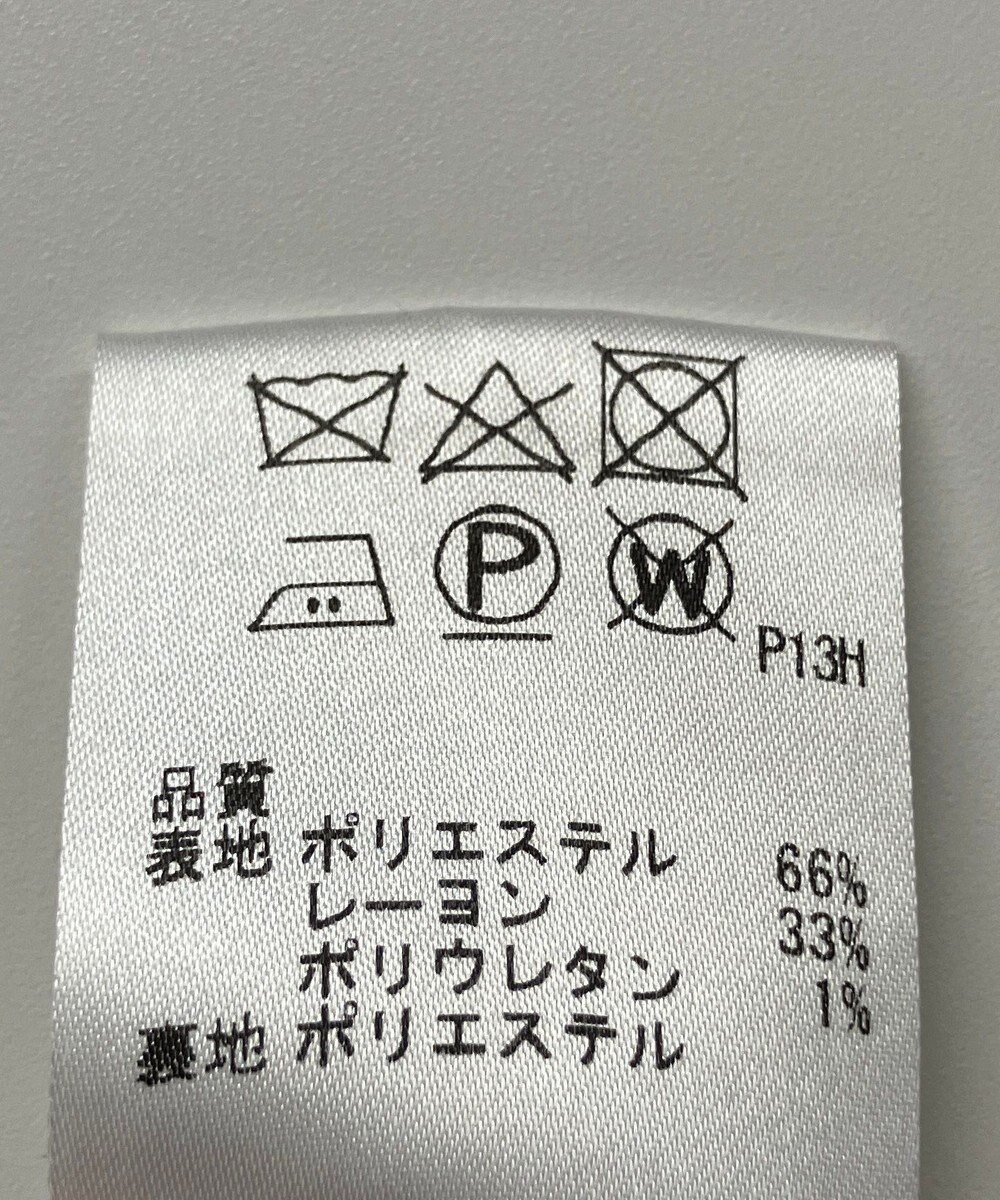 P W
P13H
品質
表地 ポリエステル 66%
レーヨン 33%
ポリウレタン 1%
裏地 ポリエステル